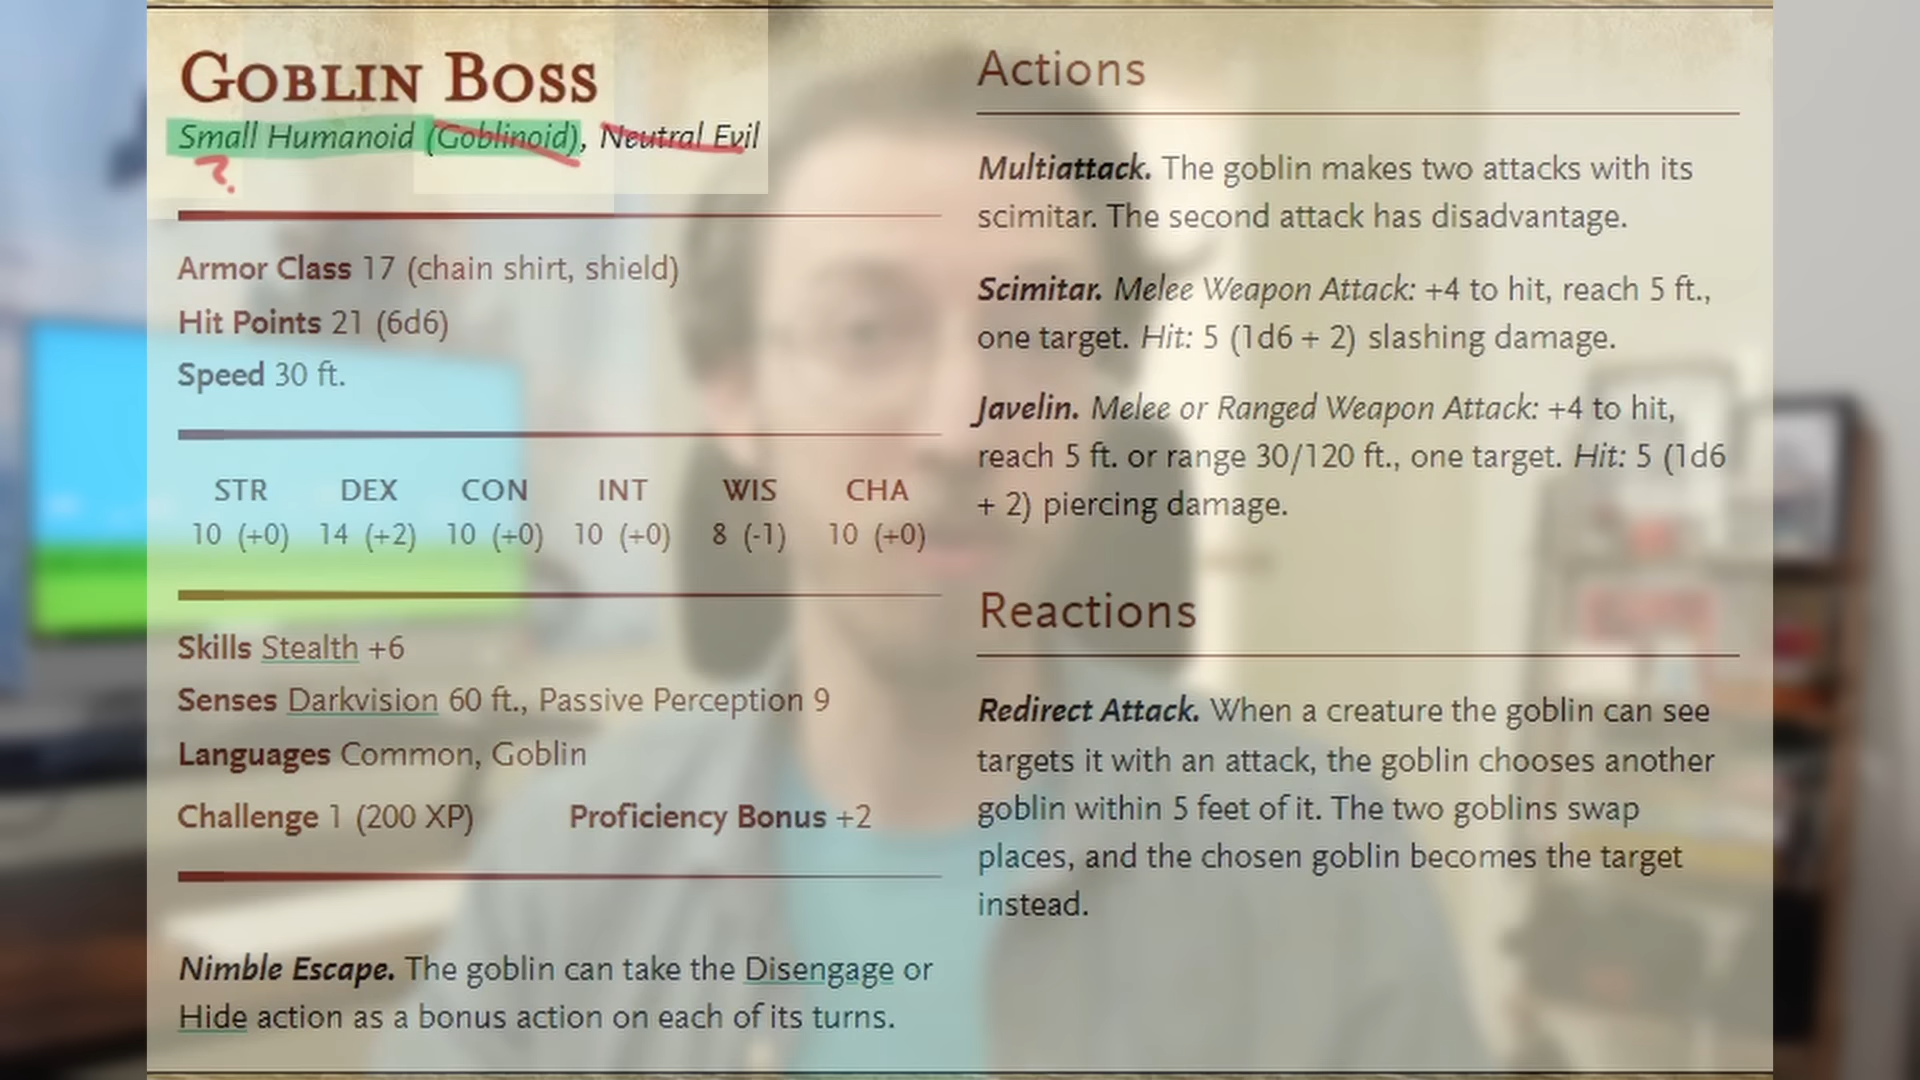 Goblin Boss
Small Humanoid (Goblinoid), Neutral Evil
?
Armor Class 17 (chain shirt, shield)
Hit Points 21 (6d6)
Speed 30 ft.
STR DEX CON INT WIS CHA
10 (+0) 14 (+2) 10 (+0) 10 (+0) 8 (-1) 10 (+0)
Skills Stealth +6
Senses Darkvision 60 ft., Passive Perception 9
Languages Common, Goblin
Challenge 1 (200 XP) Proficiency Bonus +2
Nimble Escape. The goblin can take the Disengage or
Hide action as a bonus action on each of its turns.
Actions
Multiattack. The goblin makes two attacks with its
scimitar. The second attack has disadvantage.
Scimitar. Melee Weapon Attack: +4 to hit, reach 5 ft.,
one target. Hit: 5 (1d6 + 2) slashing damage.
Javelin. Melee or Ranged Weapon Attack: +4 to hit,
reach 5 ft. or range 30/120 ft., one target. Hit: 5 (1d6
+ 2) piercing damage.
Reactions
Redirect Attack. When a creature the goblin can see
targets it with an attack, the goblin chooses another
goblin within 5 feet of it. The two goblins swap
places, and the chosen goblin becomes the target
instead.